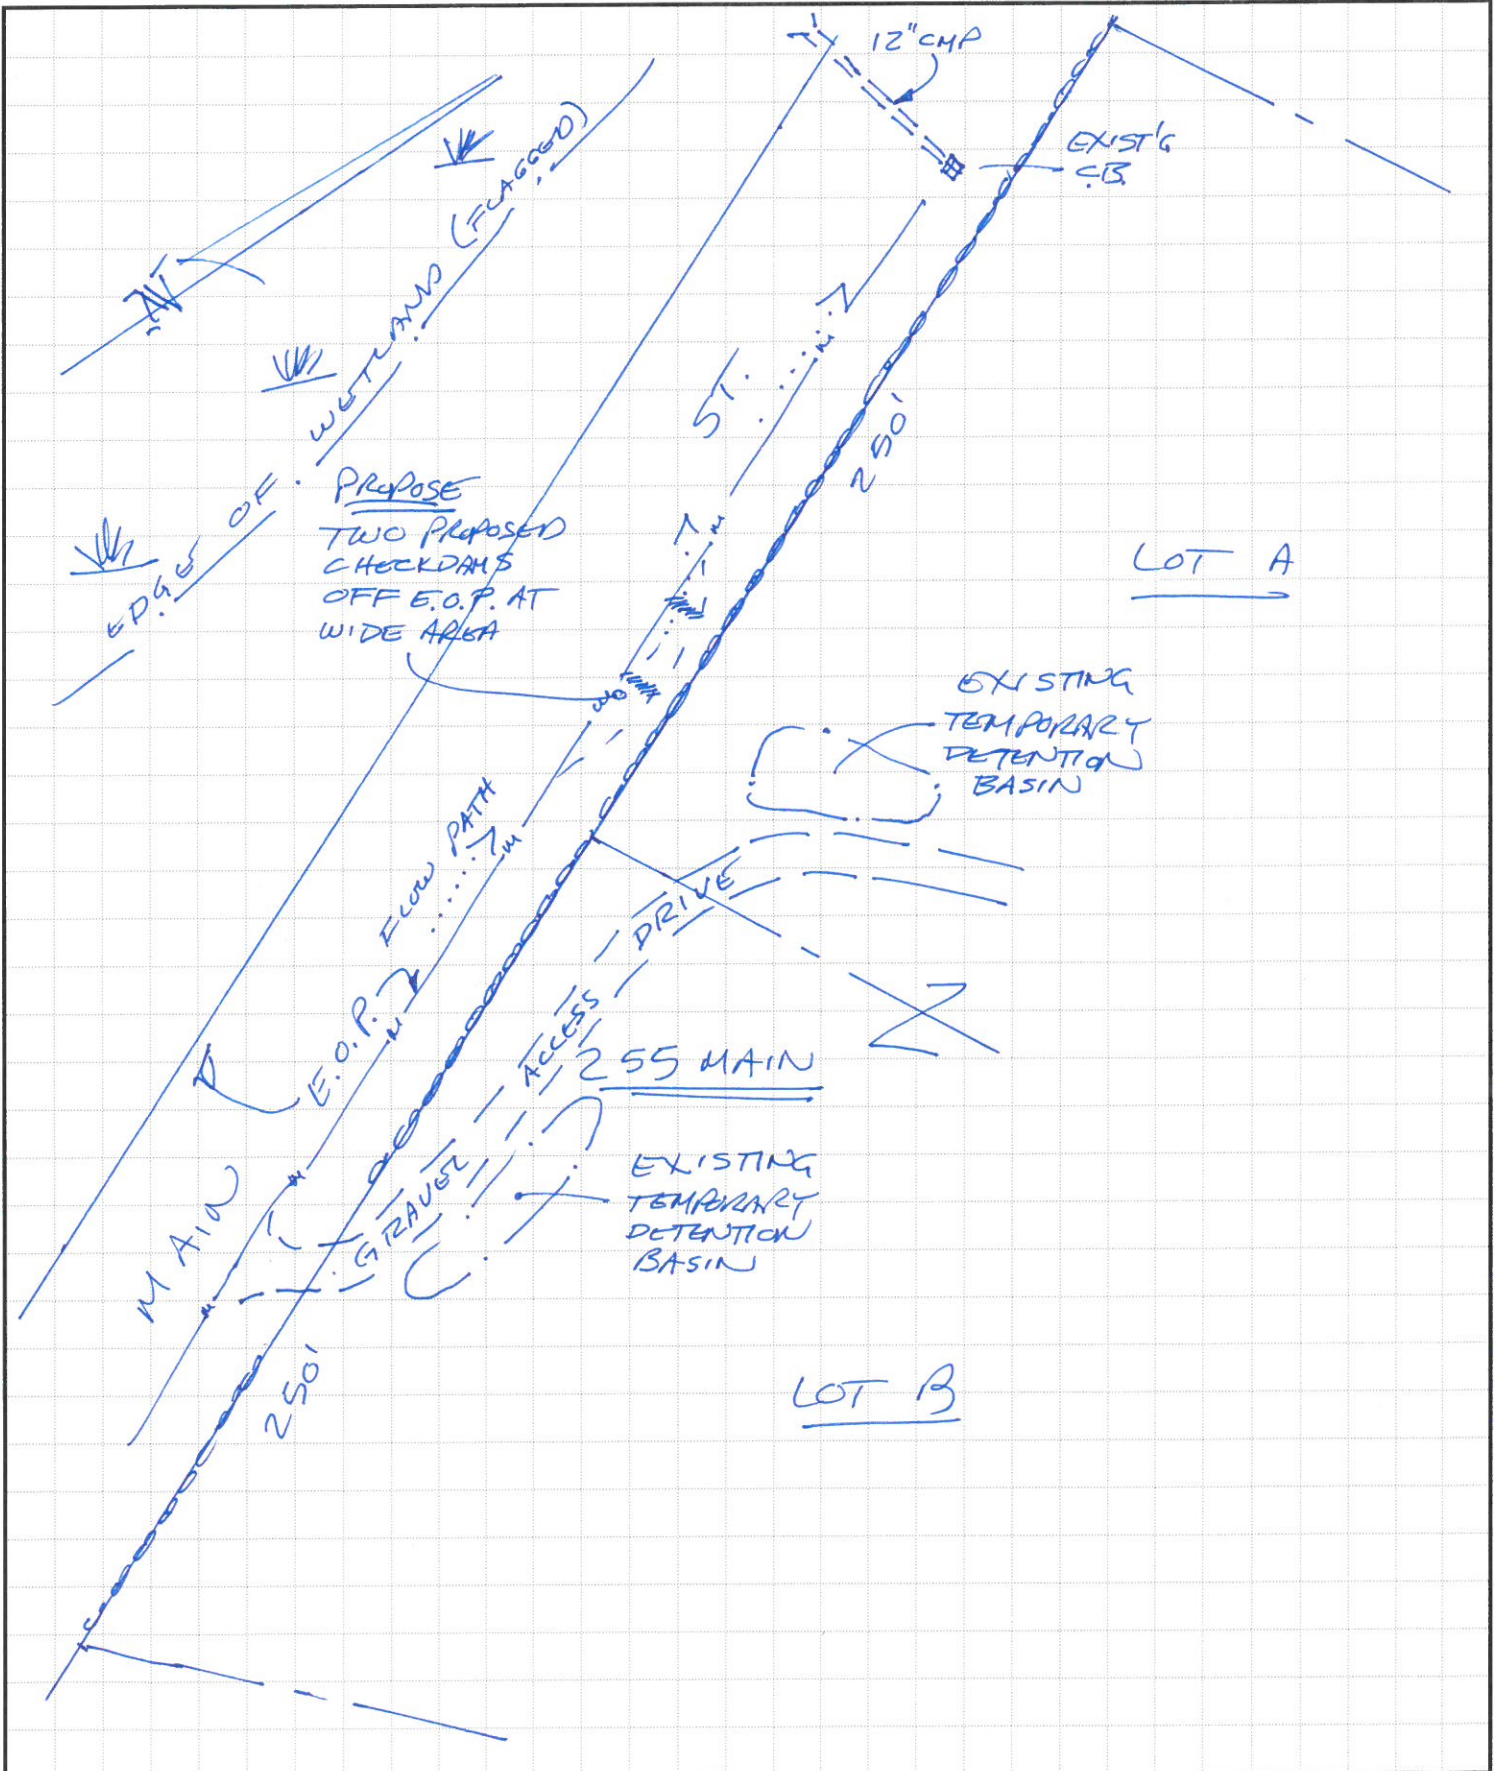 12" CMP
EXIST'G
C.B.
N
EDGE OF WETLAND (FLAGGED)
ST.
250'
PROPOSE
TWO PROPOSED
CHECKDAMS
OFF E.O.P. AT
WIDE AREA
LOT A
EXISTING
TEMPORARY
DETENTION
BASIN
FLOW PATH
E.O.P.
GRAVEL ACCESS DRIVE
Z
255 MAIN
MAIN
EXISTING
TEMPORARY
DETENTION
BASIN
250'
LOT B